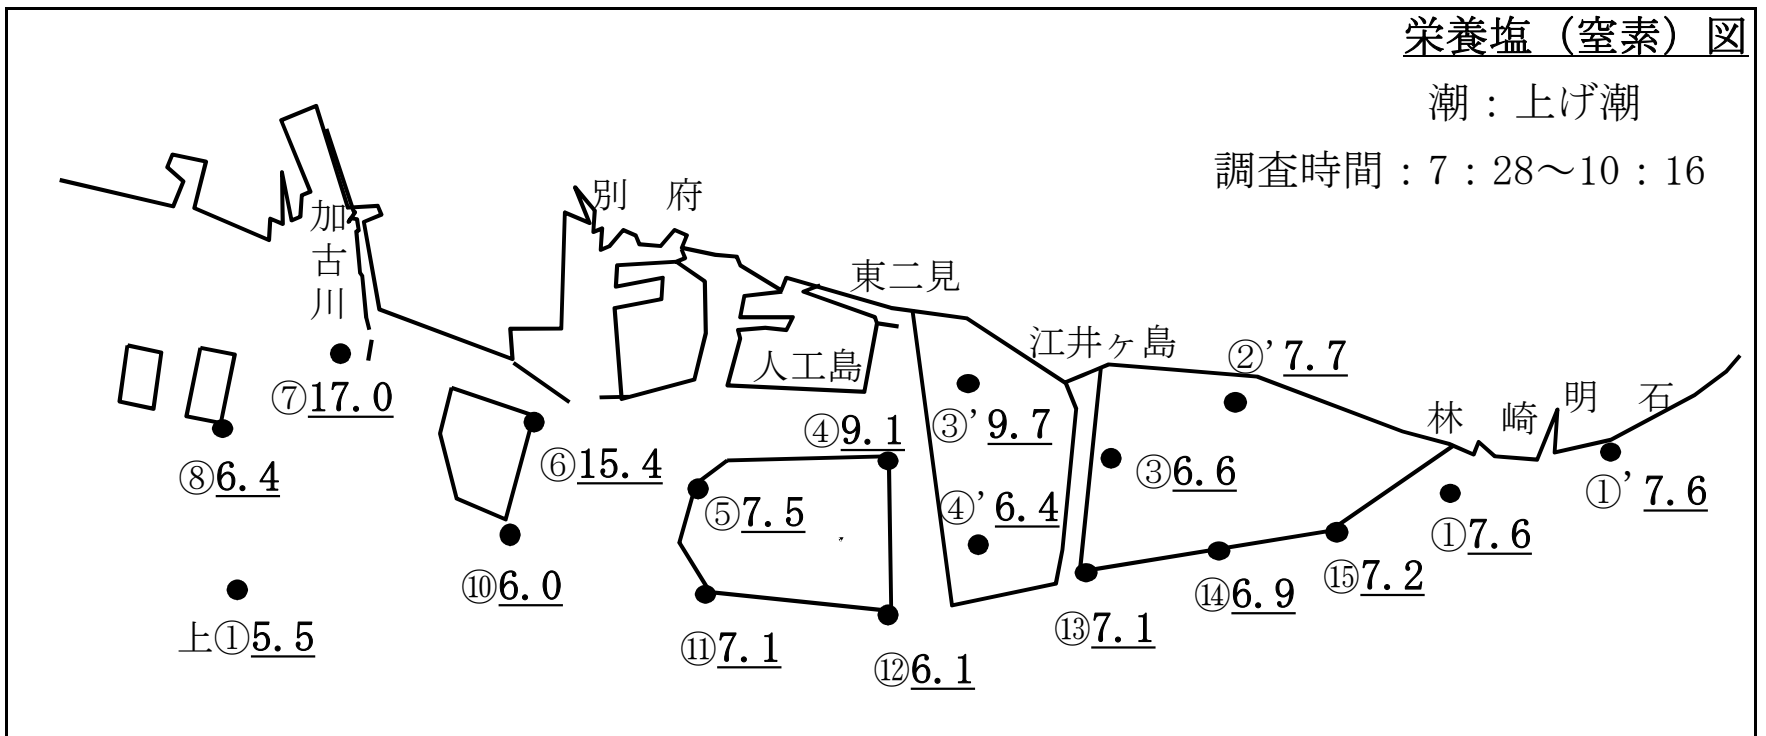 栄養塩（窒素）図
潮：上げ潮
調査時間：7：28～10：16
別　府
加古川
東二見
人工島
江井ヶ島
②' 7.7
林　崎
明　石
⑦17.0
④9.1
③' 9.7
⑧6.4
⑥15.4
③6.6
⑤7.5
④' 6.4
①7.6
①' 7.6
⑩6.0
⑭6.9
⑮7.2
上①5.5
⑪7.1
⑫6.1
⑬7.1